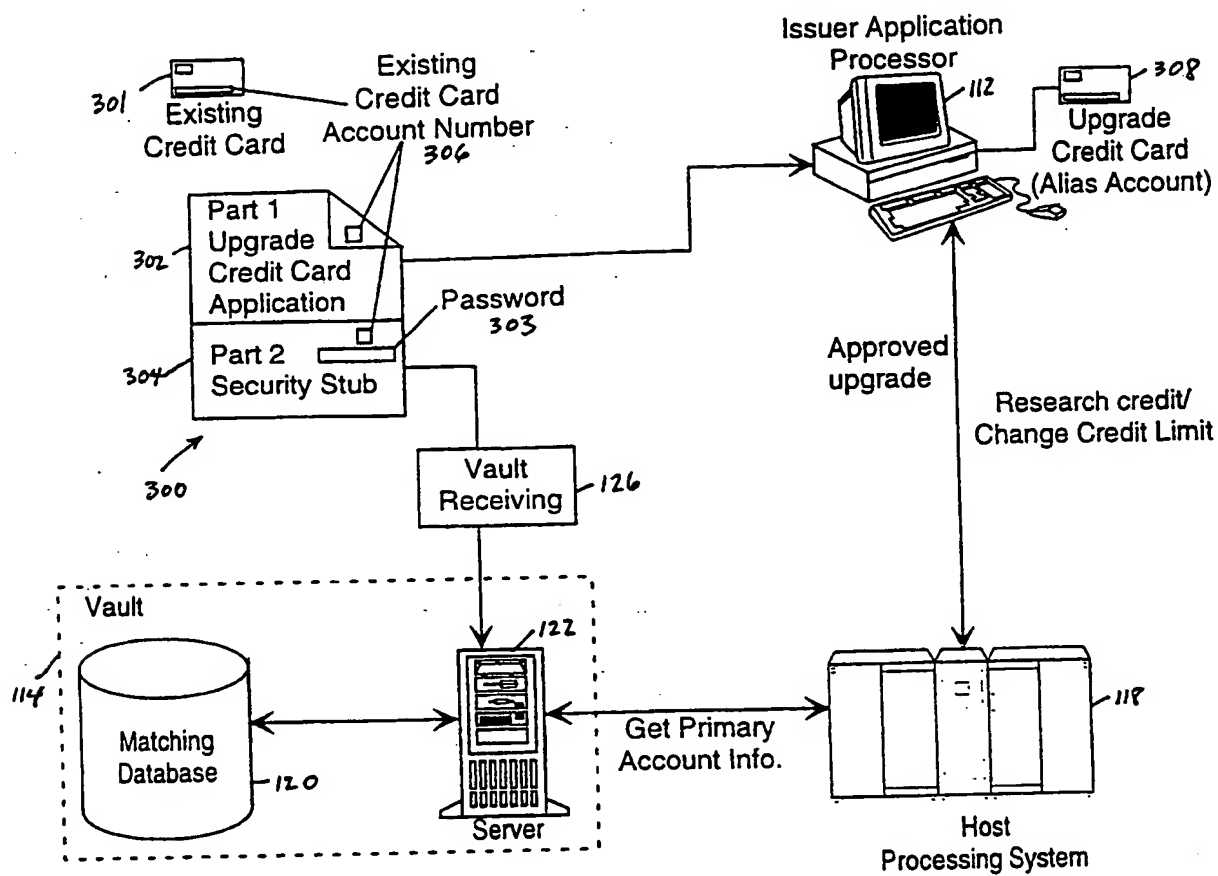 Issuer Application
Processor
112
308
Upgrade
Credit Card
(Alias Account)
301
Existing
Credit Card
Existing
Credit Card
Account Number
306
302
Part 1
Upgrade
Credit Card
Application
Password
303
304
Part 2
Security Stub
300
Vault
Receiving
126
Approved
upgrade
Research credit/
Change Credit Limit
Vault
114
Matching
Database
120
122
Server
Get Primary
Account Info.
118
Host
Processing System